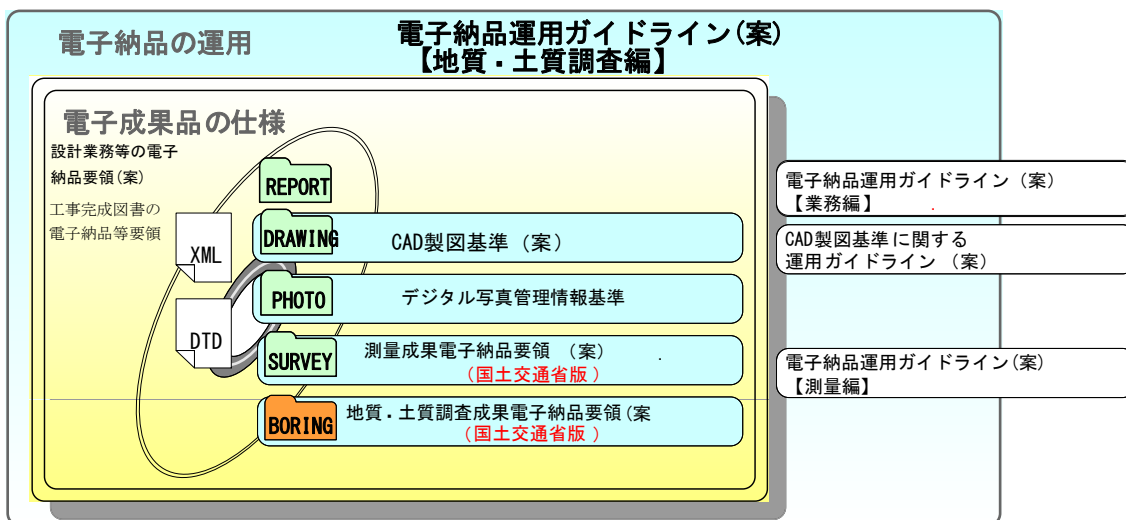 電子納品の運用
電子納品運用ガイドライン(案)
【地質・土質調査編】
電子成果品の仕様
設計業務等の電子
納品要領(案)
工事完成図書の
電子納品等要領
XML
DTD
REPORT
DRAWING
CAD製図基準(案)
PHOTO
デジタル写真管理情報基準
SURVEY
測量成果電子納品要領 (案)
(国土交通省版)
BORING
地質・土質調査成果電子納品要領(案
(国土交通省版)
電子納品運用ガイドライン(案)
【業務編】
CAD製図基準に関する
運用ガイドライン (案)
電子納品運用ガイドライン(案)
【測量編】